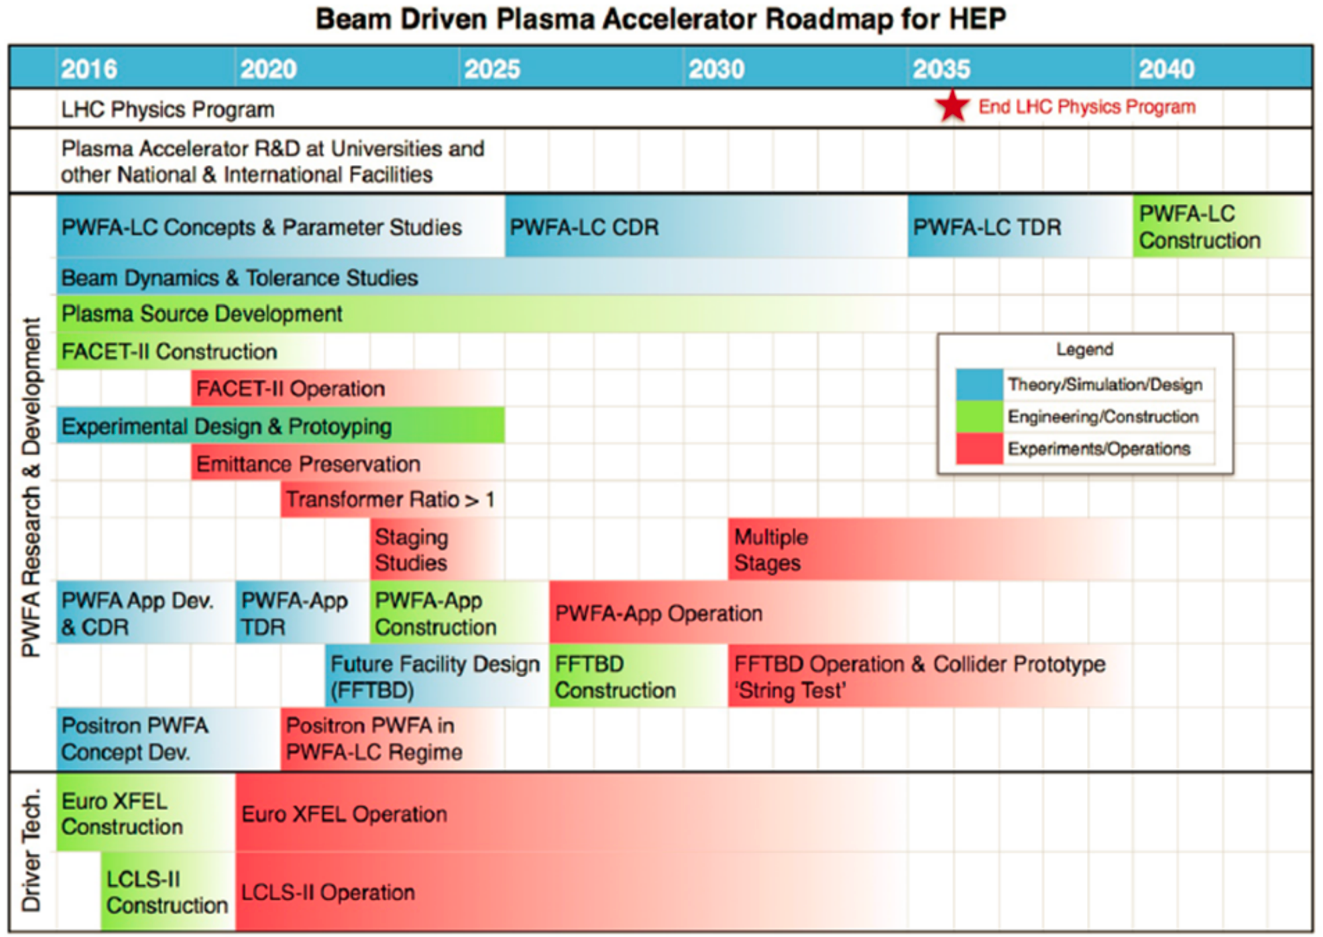 Beam Driven Plasma Accelerator Roadmap for HEP
2016 2020 2025 2030 2035 2040
LHC Physics Program
End LHC Physics Program
Plasma Accelerator R&D at Universities and
other National & International Facilities
PWFA Research & Development
PWFA-LC Concepts & Parameter Studies
PWFA-LC CDR
PWFA-LC TDR
PWFA-LC
Construction
Beam Dynamics & Tolerance Studies
Plasma Source Development
FACET-II Construction
FACET-II Operation
Experimental Design & Protoyping
Emittance Preservation
Transformer Ratio > 1
Staging
Studies
Multiple
Stages
PWFA App Dev.
& CDR
PWFA-App
TDR
PWFA-App
Construction
PWFA-App Operation
Future Facility Design
(FFTBD)
FFTBD
Construction
FFTBD Operation & Collider Prototype
‘String Test’
Positron PWFA
Concept Dev.
Positron PWFA in
PWFA-LC Regime
Legend
Theory/Simulation/Design
Engineering/Construction
Experiments/Operations
Driver Tech.
Euro XFEL
Construction
Euro XFEL Operation
LCLS-II
Construction
LCLS-II Operation